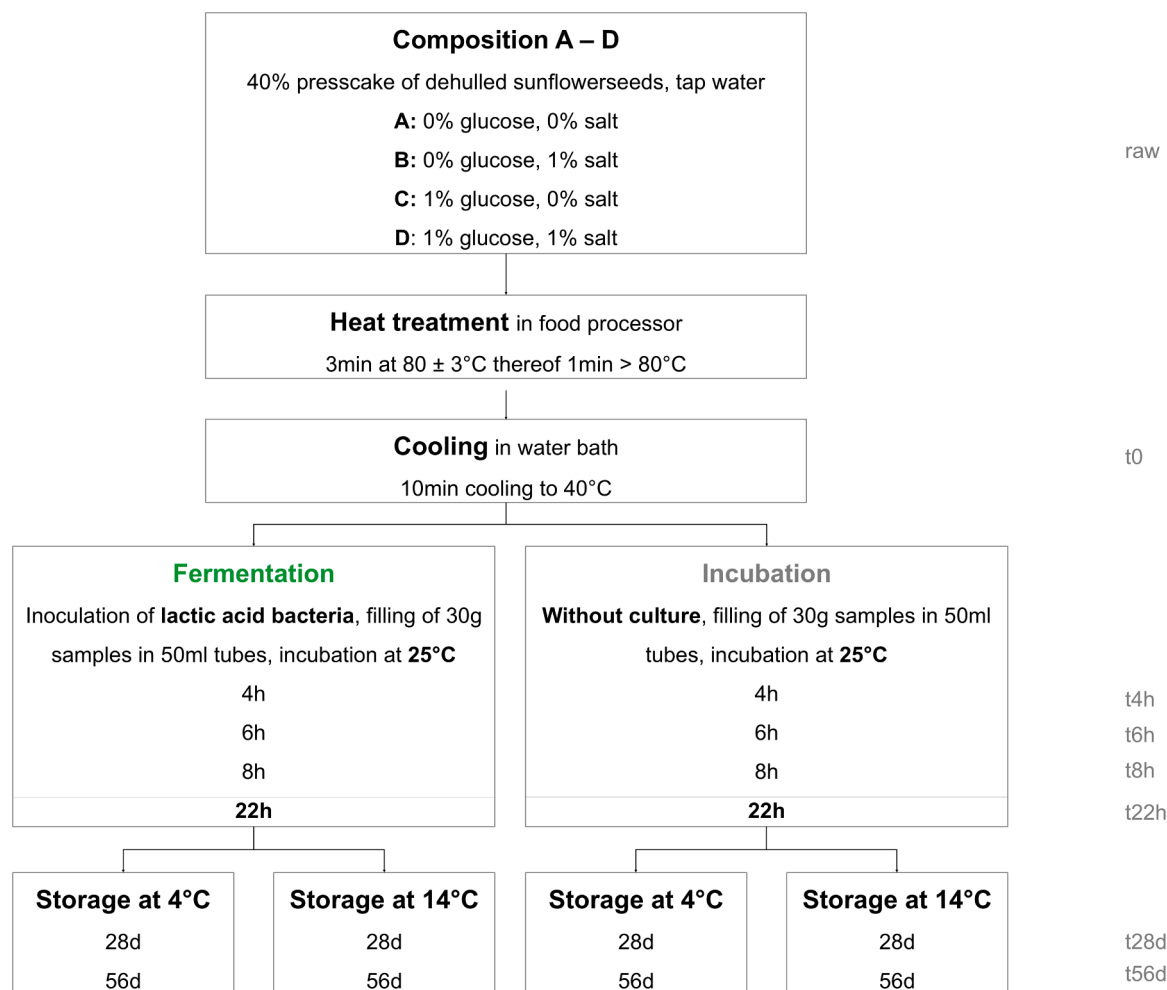 Composition A – D
40% presscake of dehulled sunflowerseeds, tap water
A: 0% glucose, 0% salt
B: 0% glucose, 1% salt
C: 1% glucose, 0% salt
D: 1% glucose, 1% salt
raw
Heat treatment in food processor
3min at 80 ± 3°C thereof 1min > 80°C
Cooling in water bath
10min cooling to 40°C
t0
Fermentation
Inoculation of lactic acid bacteria, filling of 30g
samples in 50ml tubes, incubation at 25°C
4h
6h
8h
22h
Incubation
Without culture, filling of 30g samples in 50ml
tubes, incubation at 25°C
4h
6h
8h
22h
t4h
t6h
t8h
t22h
Storage at 4°C
28d
56d
Storage at 14°C
28d
56d
Storage at 4°C
28d
56d
Storage at 14°C
28d
56d
t28d
t56d